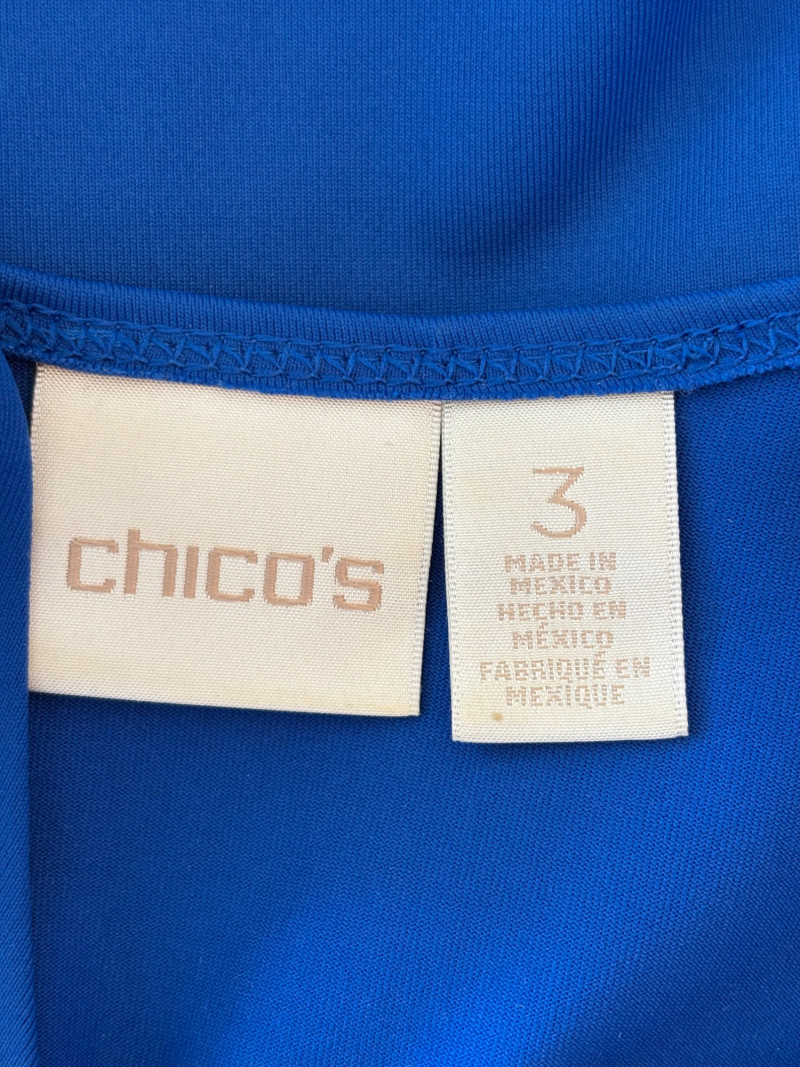 chico's
3
MADE IN
MEXICO
HECHO EN
MÉXICO
FABRIQUÉ EN
MEXIQUE